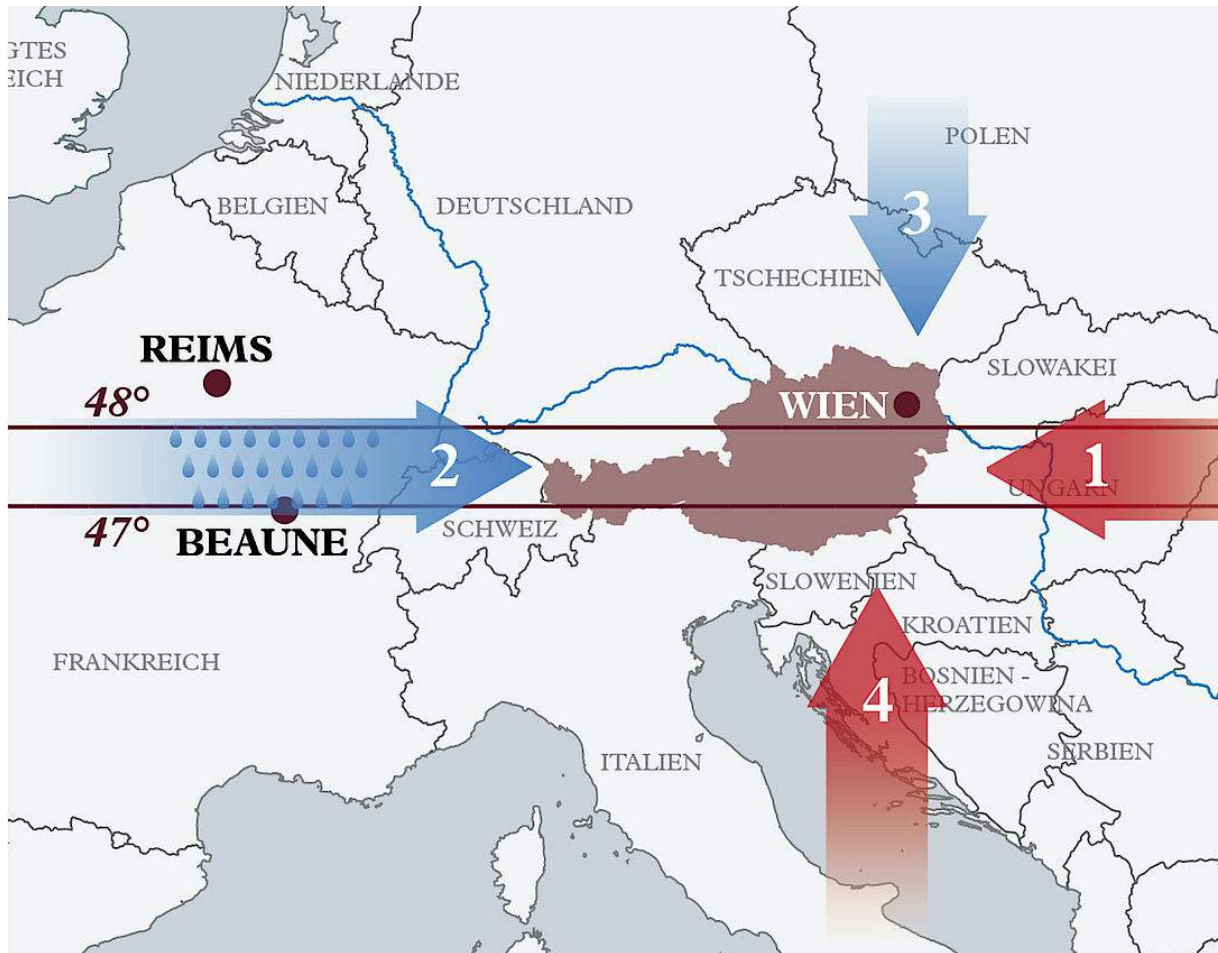 GTES
EICH
NIEDERLANDE
POLEN
BELGIEN
DEUTSCHLAND
3
TSCHECHIEN
REIMS
SLOWAKEI
48°
WIEN
2
1
UNGARN
47°
BEAUNE
SCHWEIZ
SLOWENIEN
KROATIEN
FRANKREICH
BOSNIEN -
HERZEGOWINA
4
SERBIEN
ITALIEN